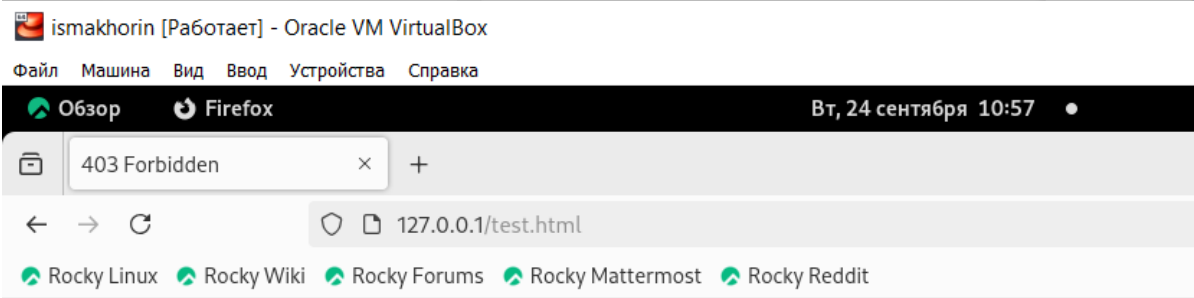 ismakhorin [Работает] - Oracle VM VirtualBox
Файл Машина Вид Ввод Устройства Справка
Обзор Firefox Вт, 24 сентября 10:57
403 Forbidden
127.0.0.1/test.html
Rocky Linux Rocky Wiki Rocky Forums Rocky Mattermost Rocky Reddit